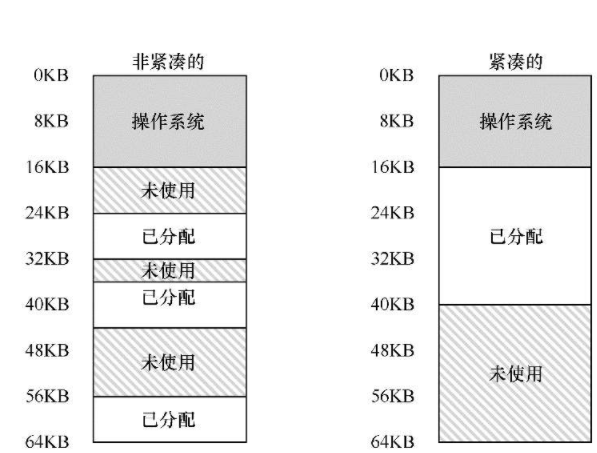 非紧凑的
0KB
8KB
操作系统
16KB
未使用
24KB
已分配
32KB
未使用
已分配
40KB
48KB
未使用
56KB
已分配
64KB
紧凑的
0KB
8KB
操作系统
16KB
24KB
已分配
32KB
40KB
48KB
未使用
56KB
64KB